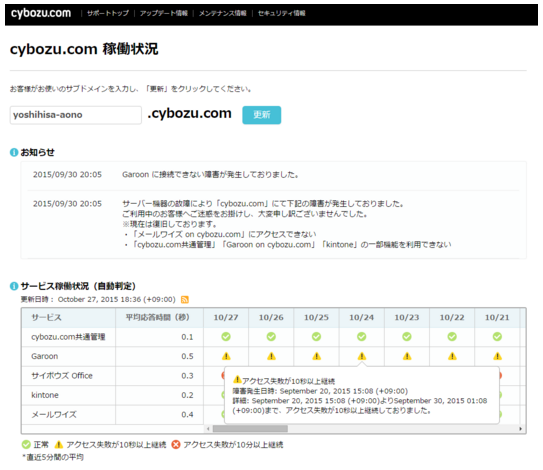 cybozu.com | サポートトップ | アップデート情報 | メンテナンス情報 | セキュリティ情報
cybozu.com 稼働状況
お客様がお使いのサブドメインを入力し、「更新」をクリックしてください。
yoshihisa-aono .cybozu.com 更新
お知らせ
2015/09/30 20:05 Garoon に接続できない障害が発生しておりました。
2015/09/30 20:05 サーバー機器の故障により「cybozu.com」にて下記の障害が発生しておりました。
ご利用中のお客様へご迷惑をお掛けし、大変申し訳ございませんでした。
※現在は復旧しております。
・「メールワイズ on cybozu.com」にアクセスできない
・「cybozu.com共通管理」「Garoon on cybozu.com」「kintone」の一部機能を利用できない
サービス稼働状況（自動判定）
更新日時： October 27, 2015 18:36 (+09:00)
サービス 平均応答時間（秒） 10/27 10/26 10/25 10/24 10/23 10/22 10/21
cybozu.com共通管理 0.1
Garoon 0.5
サイボウズ Office 0.3
kintone 0.2
メールワイズ 0.4
アクセス失敗が10秒以上継続
障害発生日時: September 20, 2015 15:08 (+09:00)
詳細: September 20, 2015 15:08 (+09:00)よりSeptember 30, 2015 01:08
(+09:00)まで、アクセス失敗が10秒以上継続しておりました。
正常 アクセス失敗が10秒以上継続 アクセス失敗が10分以上継続
*直近5分間の平均